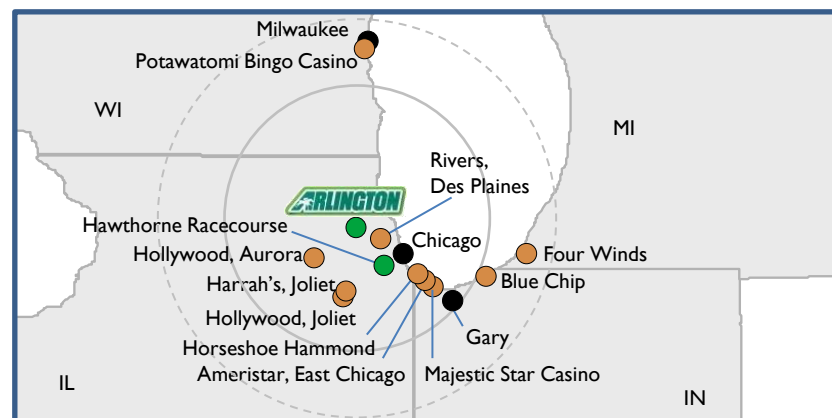 Milwaukee
Potawatomi Bingo Casino
WI
MI
Rivers,
Des Plaines
ARLINGTON
Hawthorne Racecourse
Chicago
Hollywood, Aurora
Four Winds
Harrah's, Joliet
Blue Chip
Hollywood, Joliet
Gary
Horseshoe Hammond
Ameristar, East Chicago
Majestic Star Casino
IL
IN